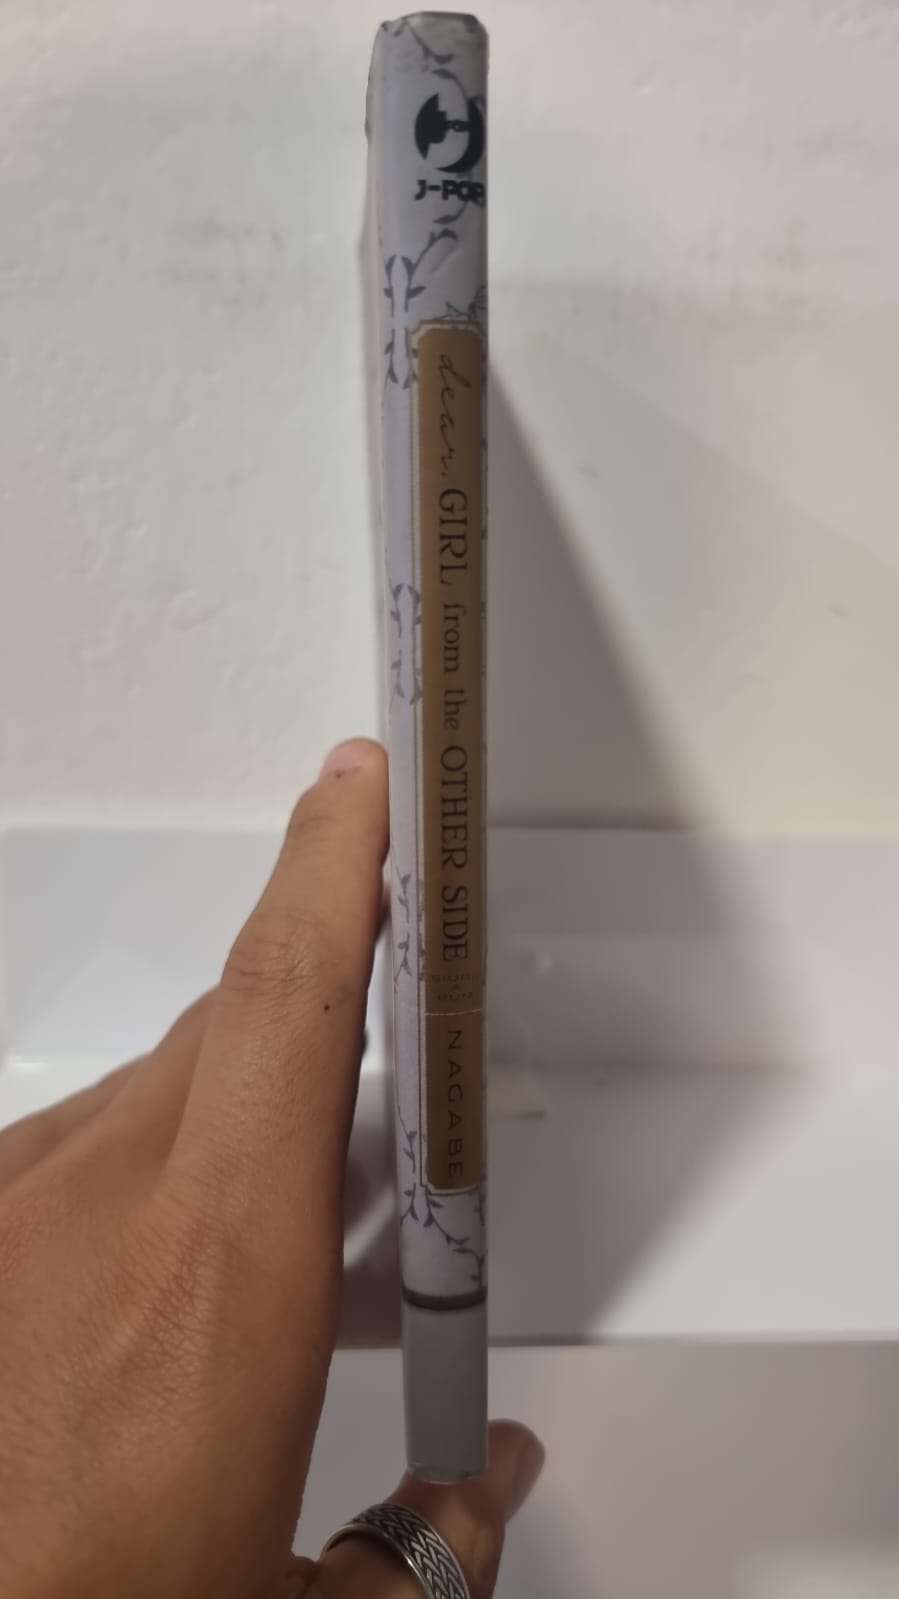 J-POP
dear. GIRL from the OTHER SIDE
NAGABE